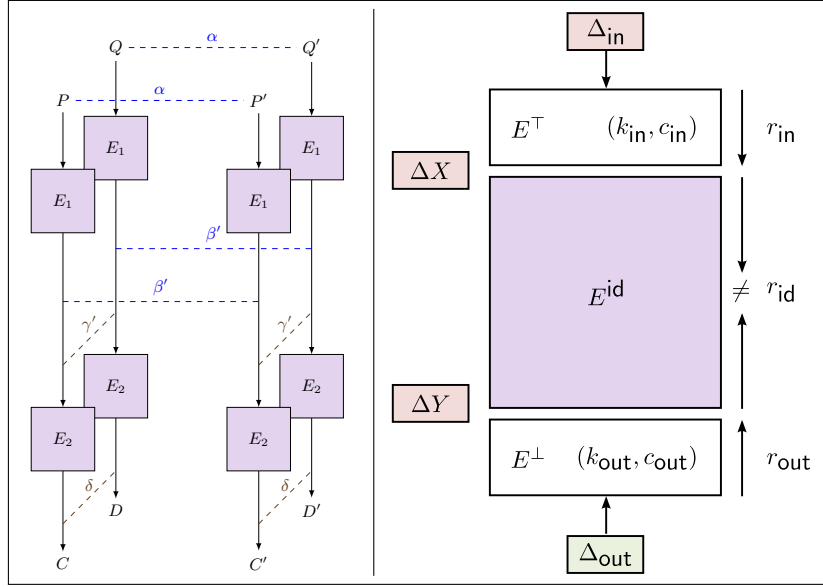 Q α Q′
P α P′
E₁ E₁
E₁ E₁
β′
β′
γ′ γ′
E₂ E₂
E₂ E₂
δ δ
D D′
C C′
Δin
E⊤ (kin, cin) rin
ΔX
Eid ≠ rid
ΔY
E⊥ (kout, cout) rout
Δout